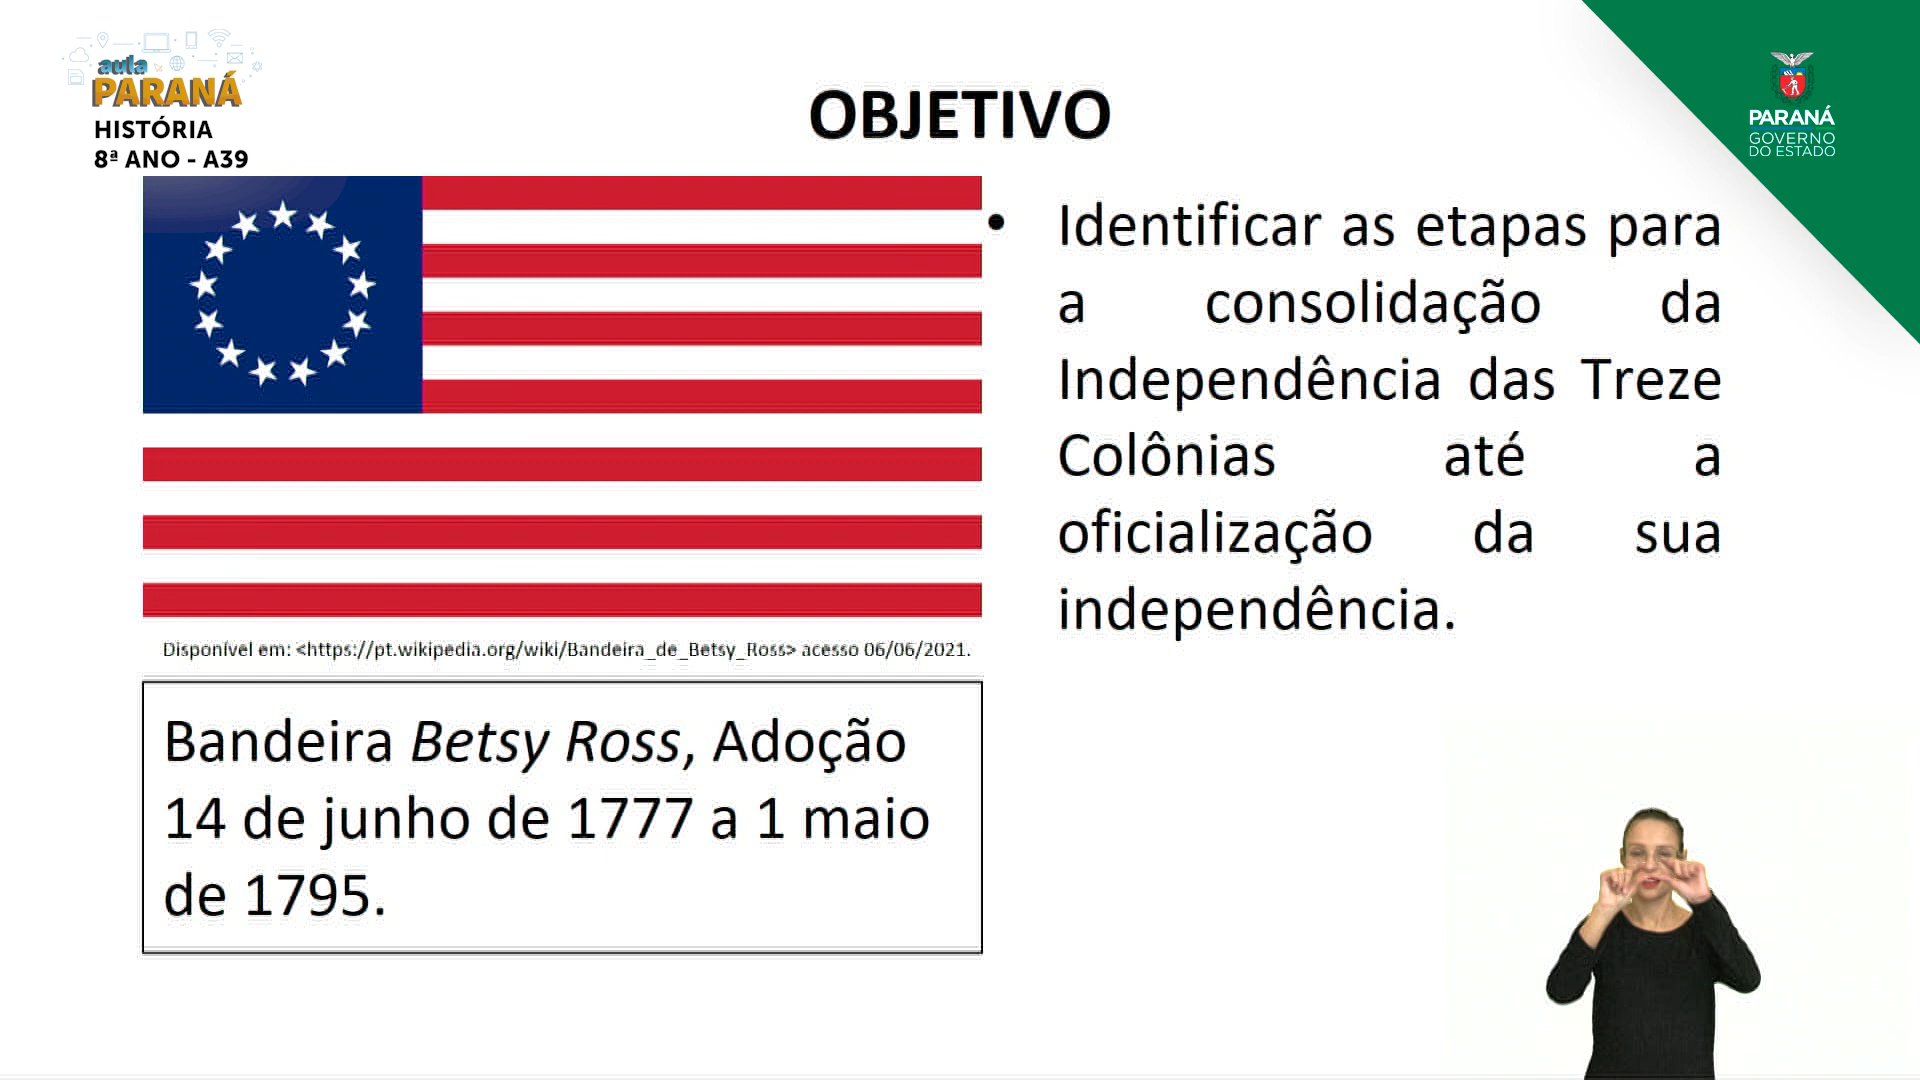 aula
PARANÁ
HISTÓRIA
8ª ANO - A39
OBJETIVO
PARANÁ
GOVERNO
DO ESTADO
Disponível em: <https://pt.wikipedia.org/wiki/Bandeira_de_Betsy_Ross> acesso 06/06/2021.
Bandeira Betsy Ross, Adoção
14 de junho de 1777 a 1 maio
de 1795.
• Identificar as etapas para
a consolidação da
Independência das Treze
Colônias até a
oficialização da sua
independência.